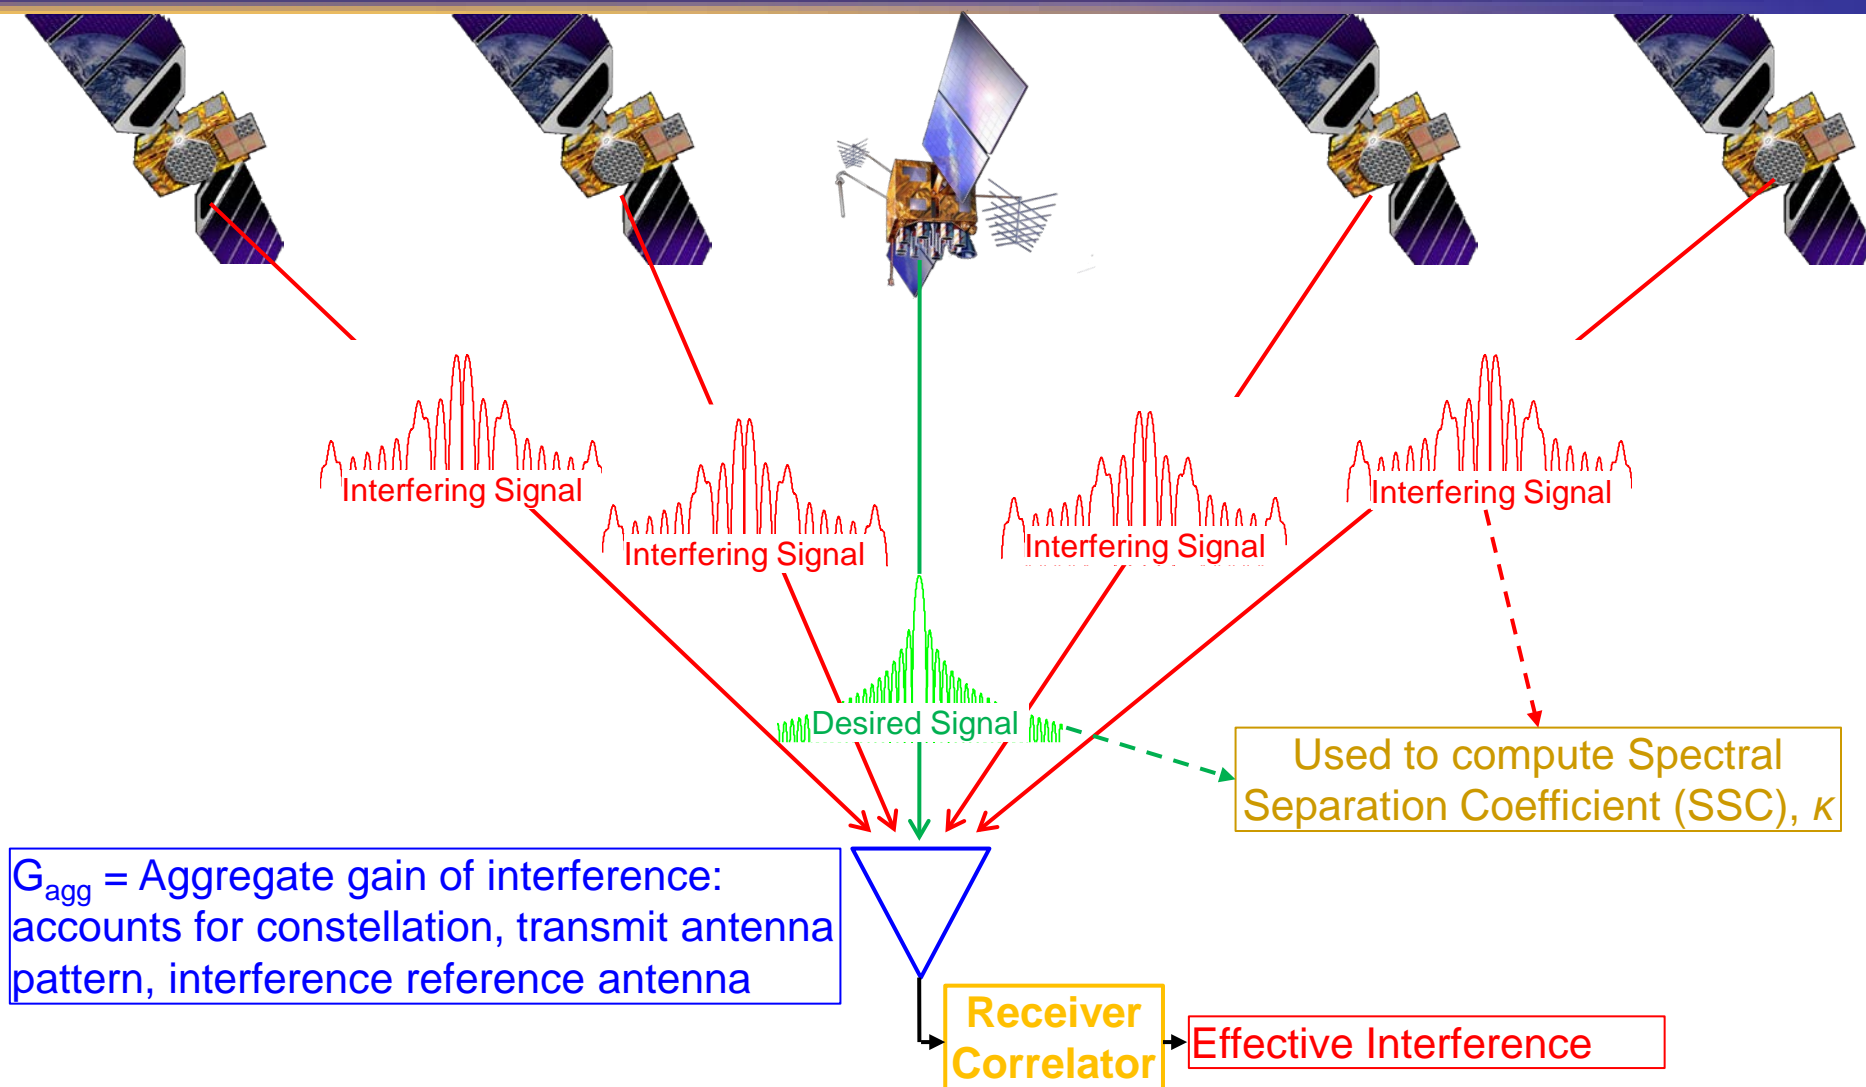 Interfering Signal
Interfering Signal
Interfering Signal
Interfering Signal
Desired Signal
Used to compute Spectral
Separation Coefficient (SSC), κ
G_agg = Aggregate gain of interference:
accounts for constellation, transmit antenna
pattern, interference reference antenna
Receiver
Correlator
Effective Interference